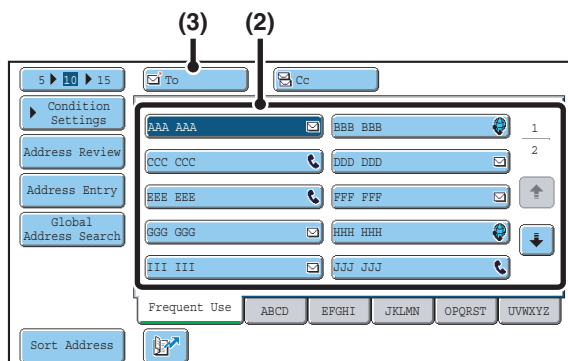 (3) (2)
5 10 15 To Cc
Condition
Settings
Address Review
Address Entry
Global
Address Search
Sort Address
AAA AAA BBB BBB
CCC CCC DDD DDD
EEE EEE FFF FFF
GGG GGG HHH HHH
III III JJJ JJJ
1
2
Frequent Use ABCD EFGHI JKLMN OPQRST UVWXYZ